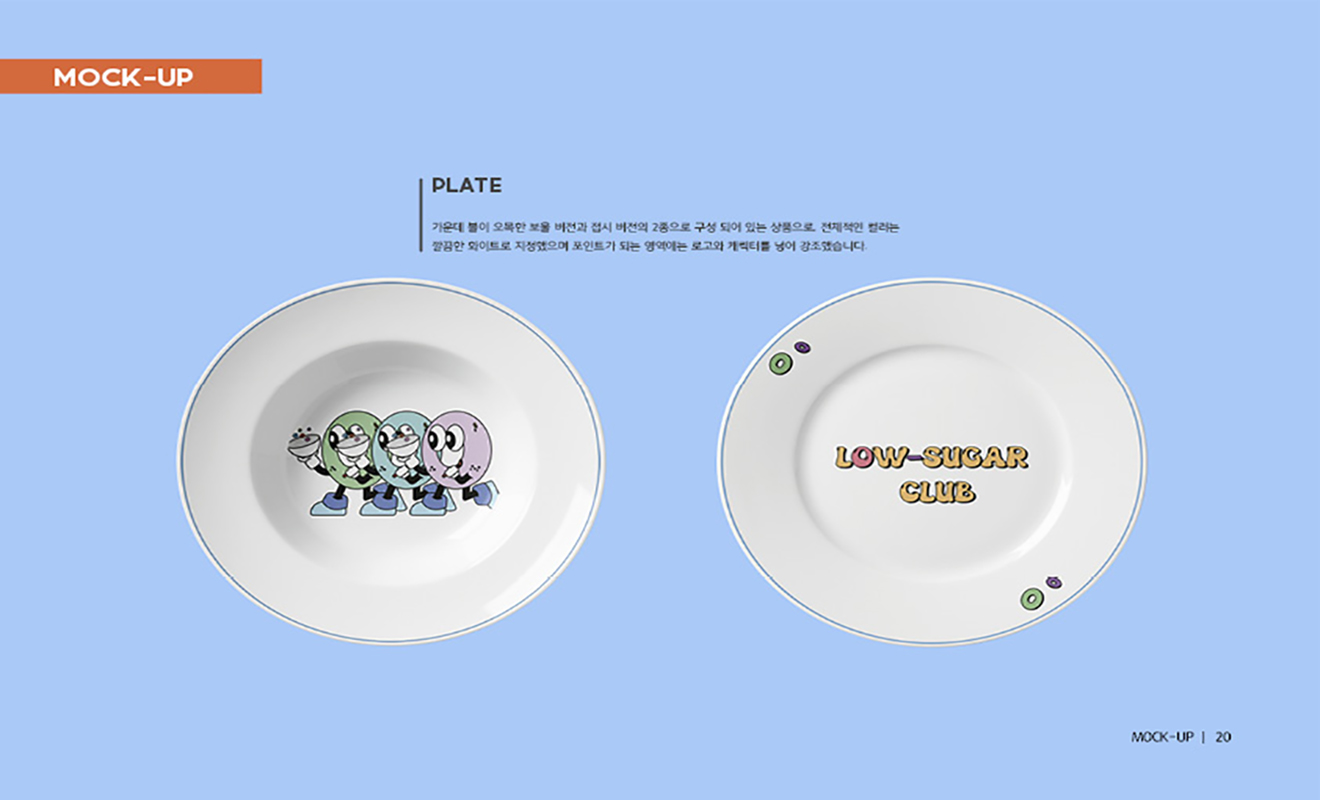 MOCK-UP
PLATE
가운데 볼이 오목한 보울 버전과 접시 버전의 2종으로 구성 되어 있는 상품으로, 전체적인 컬러는
깔끔한 화이트로 지정했으며 포인트가 되는 영역에는 로고와 캐릭터를 넣어 강조했습니다.
LOW-SUGAR
CLUB
MOCK-UP | 20